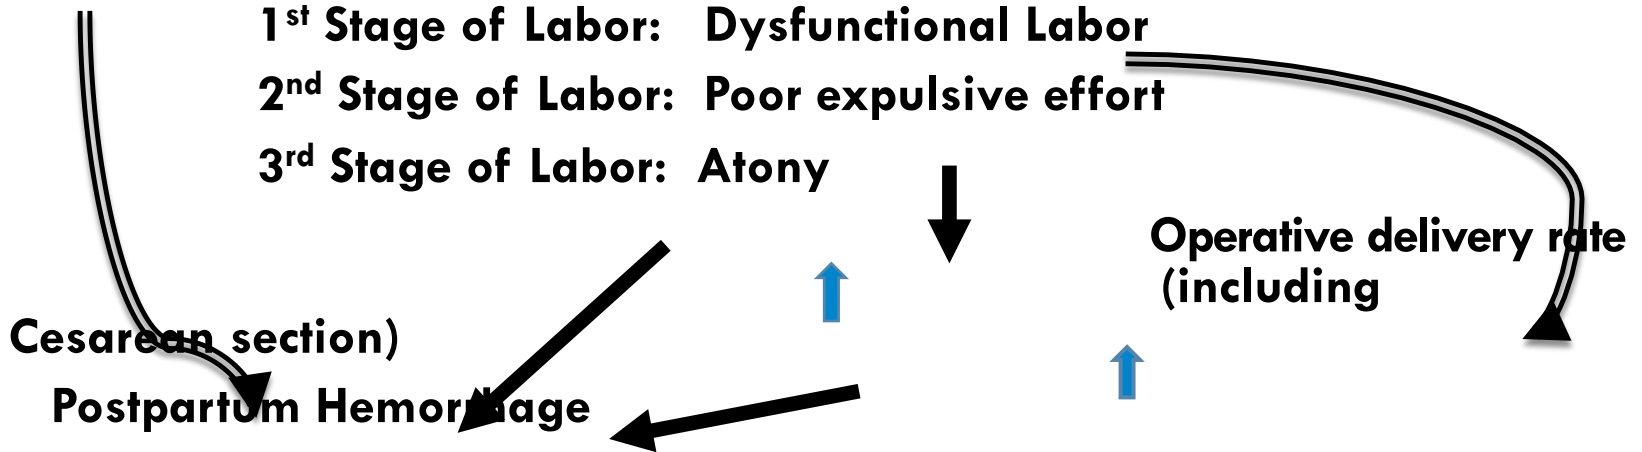 1st Stage of Labor: Dysfunctional Labor
2nd Stage of Labor: Poor expulsive effort
3rd Stage of Labor: Atony
Operative delivery rate
(including
Cesarean section)
Postpartum Hemorrhage